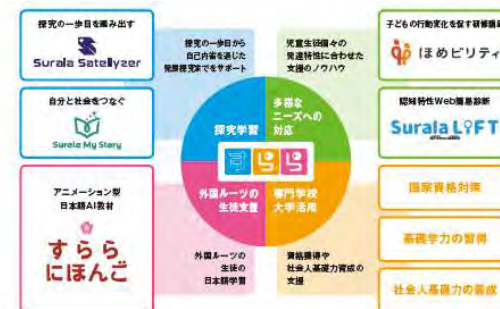 探究の一歩目を踏み出す
Surala Satellyzer
自分と社会をつなぐ
Surala My Story
アニメーション型
日本語AI教材
すらら
にほんご
探究の一歩目から
自己内省を通じた
発展探究までをサポート
児童生徒個々の
発達特性に合わせた
支援のノウハウ
探究学習
多様な
ニーズへの
対応
すらら
外国ルーツの
生徒支援
専門学校
大学活用
外国ルーツの
生徒の
日本語学習
資格獲得や
社会人基礎力育成の
支援
子どもの行動変化を促す研修講座
ほめビリティ
認知特性Web簡易診断
Surala LIFT
国家資格対策
基礎学力の習得
社会人基礎力の養成